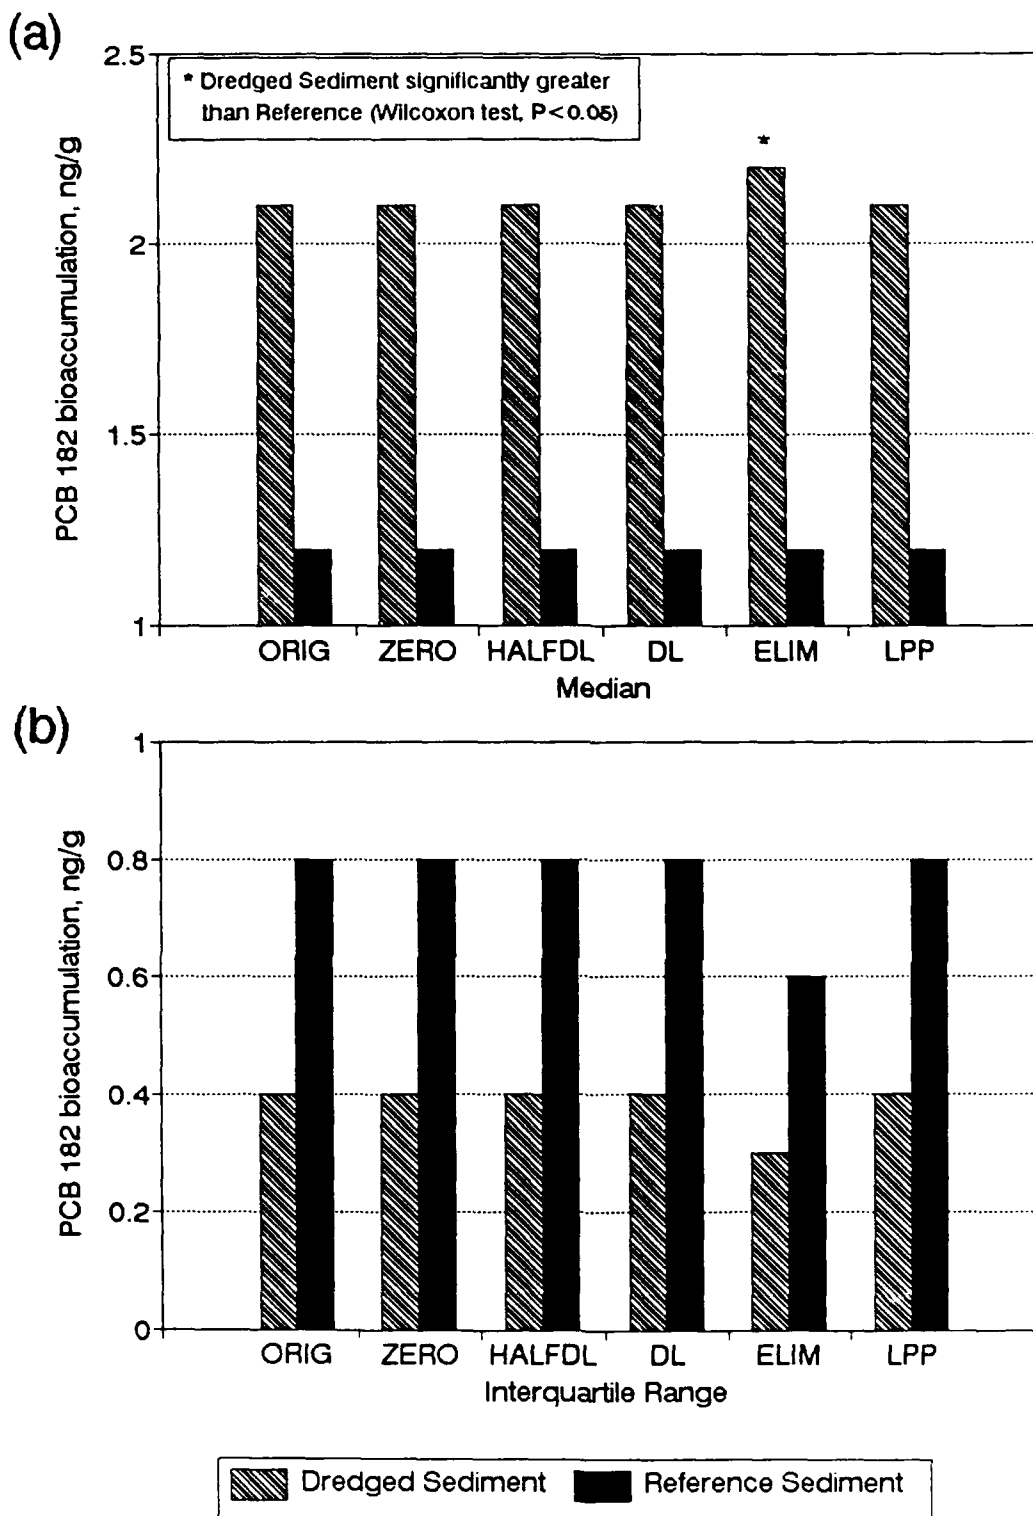 (a)
2.5
* Dredged Sediment significantly greater
than Reference (Wilcoxon test, P<0.05)
*
2
1.5
1
PCB 182 bioaccumulation, ng/g
ORIG ZERO HALFDL DL ELIM LPP
Median
(b)
1
0.8
0.6
0.4
0.2
0
PCB 182 bioaccumulation, ng/g
ORIG ZERO HALFDL DL ELIM LPP
Interquartile Range
Dredged Sediment Reference Sediment